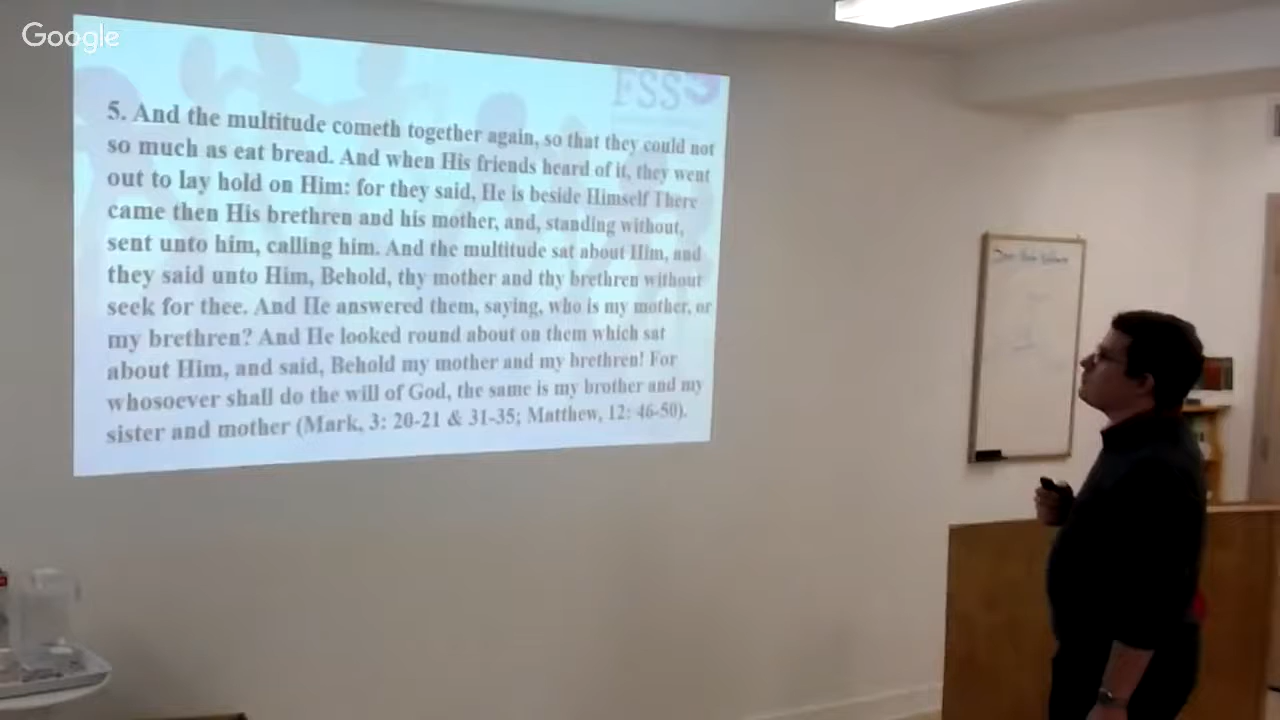 Google
FSS
5. And the multitude cometh together again, so that they could not
so much as eat bread. And when His friends heard of it, they went
out to lay hold on Him: for they said, He is beside Himself There
came then His brethren and his mother, and, standing without,
sent unto him, calling him. And the multitude sat about Him, and
they said unto Him, Behold, thy mother and thy brethren without
seek for thee. And He answered them, saying, who is my mother, or
my brethren? And He looked round about on them which sat
about Him, and said, Behold my mother and my brethren! For
whosoever shall do the will of God, the same is my brother and my
sister and mother (Mark, 3: 20-21 & 31-35; Matthew, 12: 46-50).